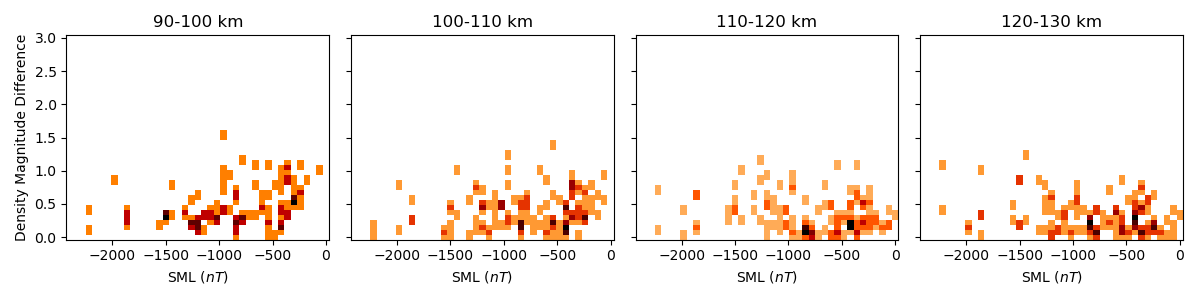 90-100 km 100-110 km 110-120 km 120-130 km
Density Magnitude Difference
3.0
2.5
2.0
1.5
1.0
0.5
0.0
−2000 −1500 −1000 −500 0 −2000 −1500 −1000 −500 0 −2000 −1500 −1000 −500 0 −2000 −1500 −1000 −500 0
SML (nT) SML (nT) SML (nT) SML (nT)